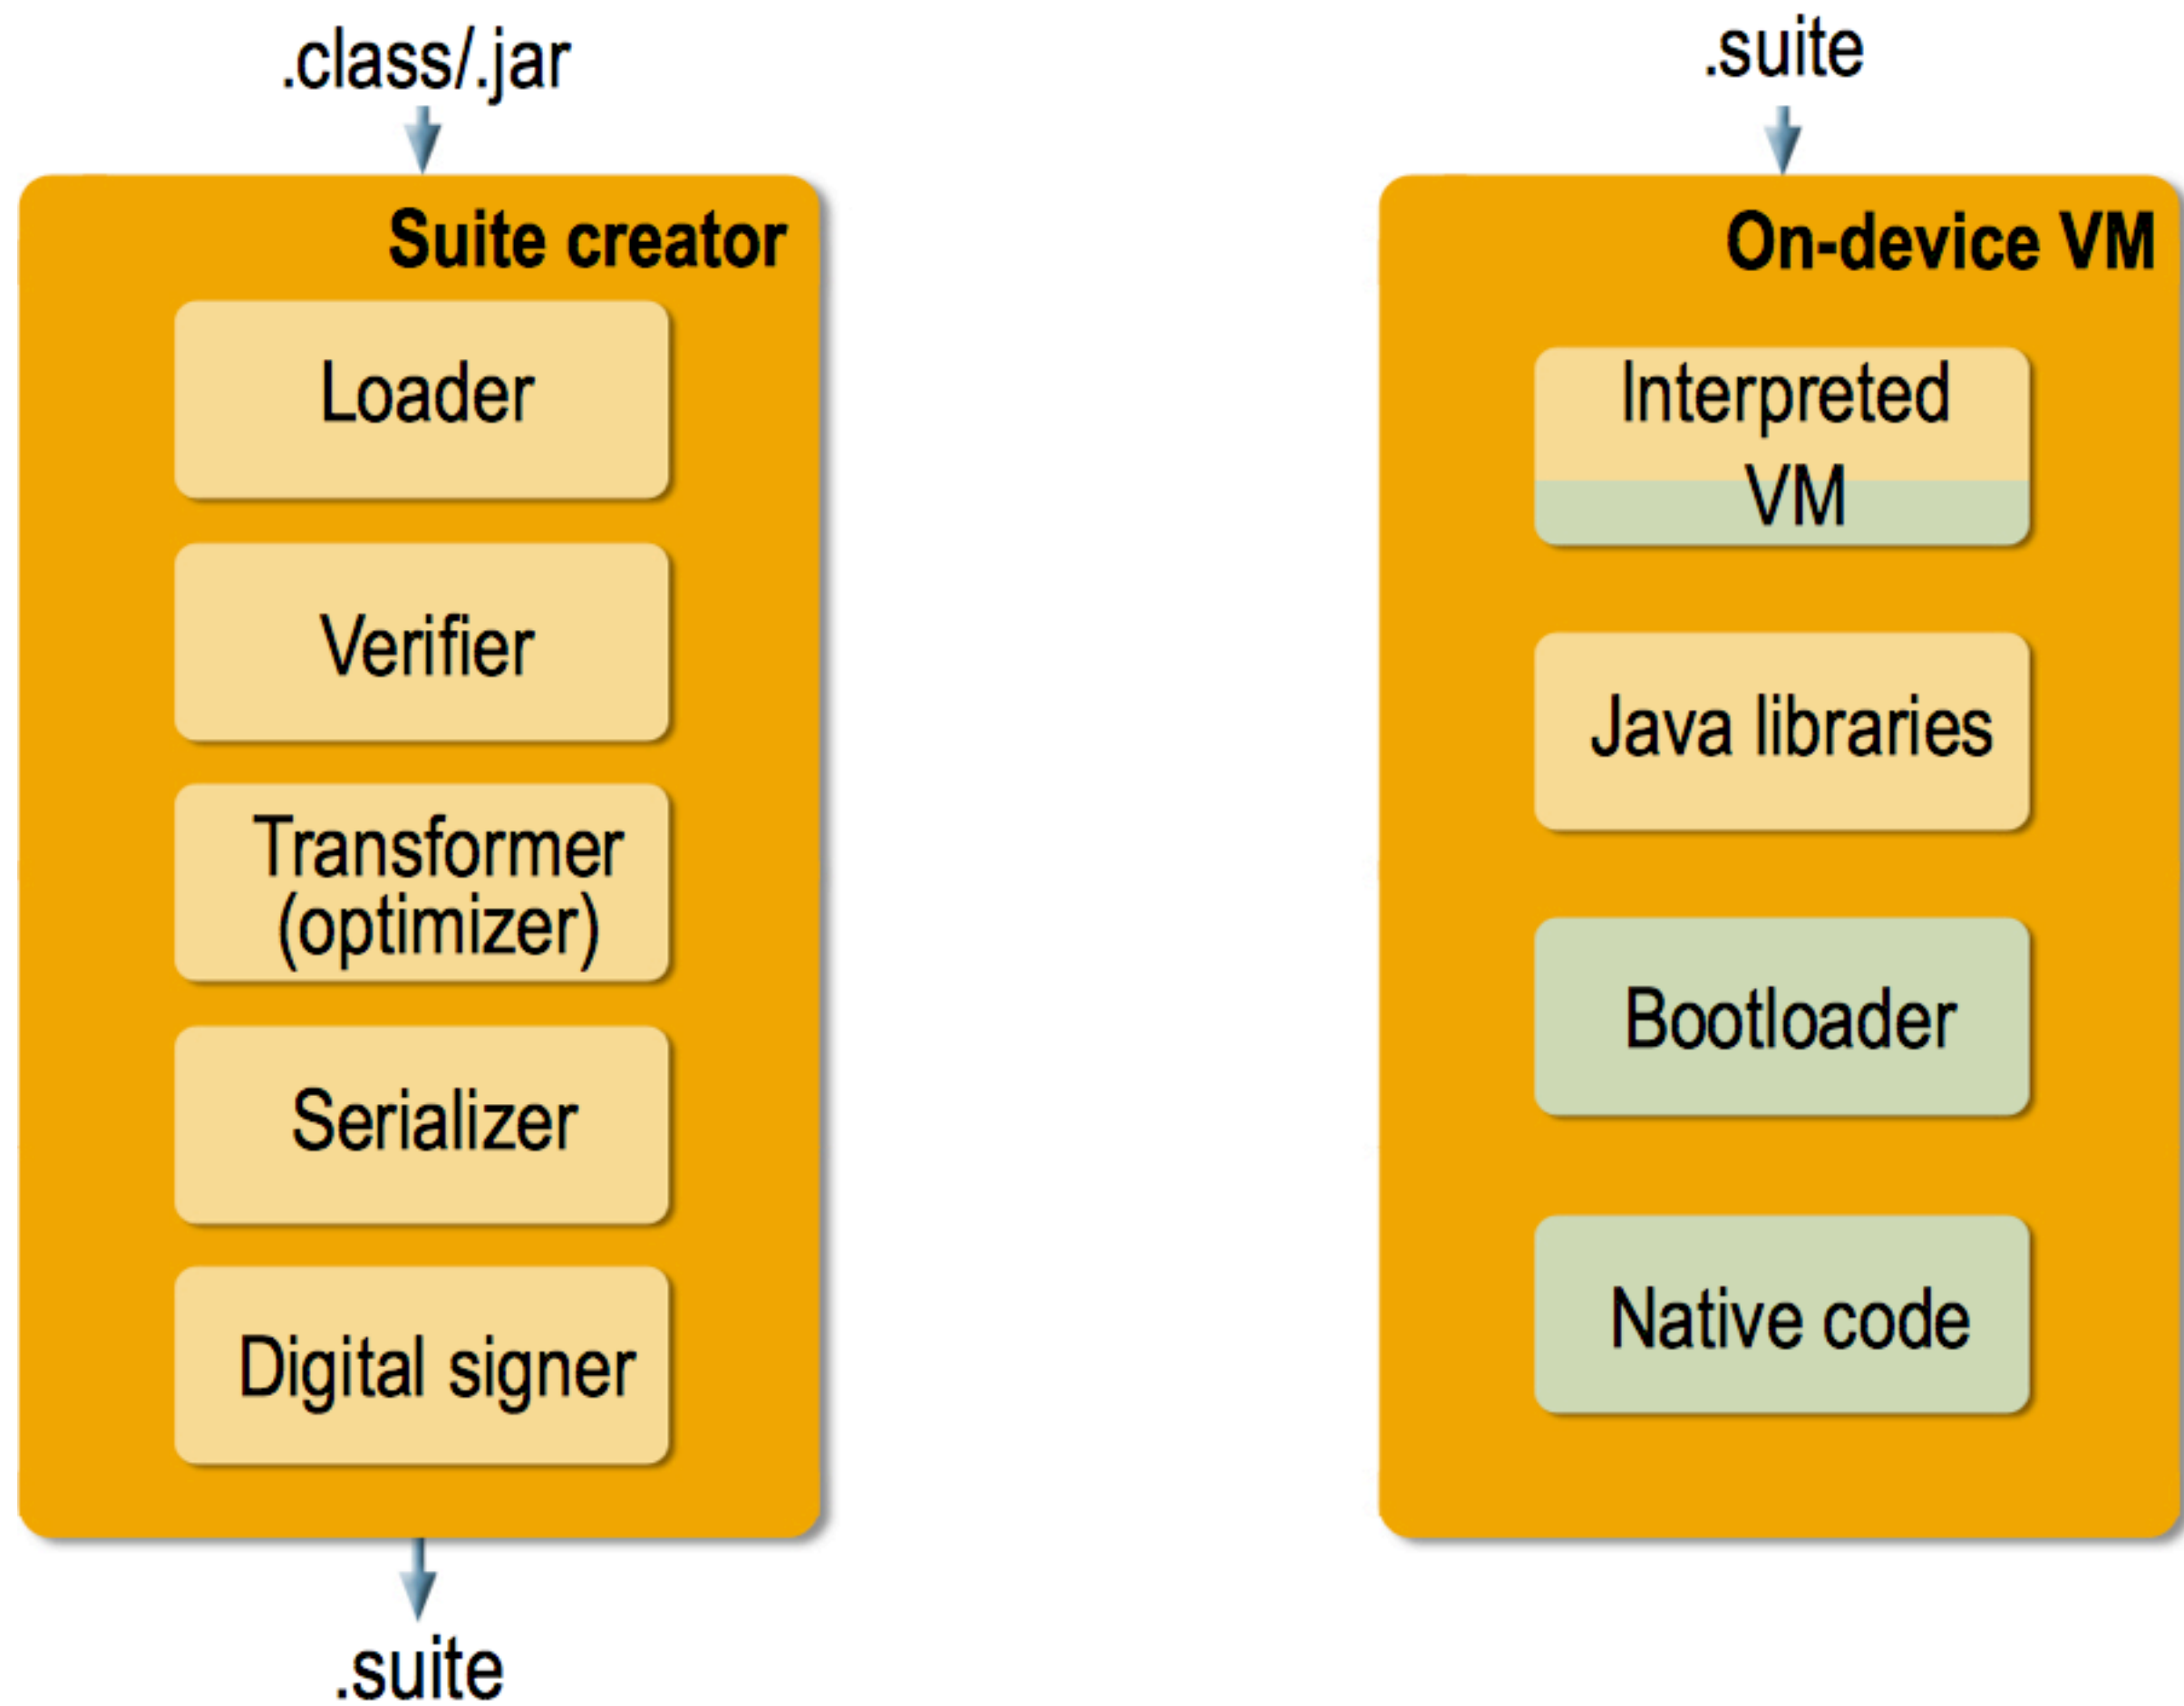 .class/.jar
Suite creator
Loader
Verifier
Transformer
(optimizer)
Serializer
Digital signer
.suite
.suite
On-device VM
Interpreted
VM
Java libraries
Bootloader
Native code